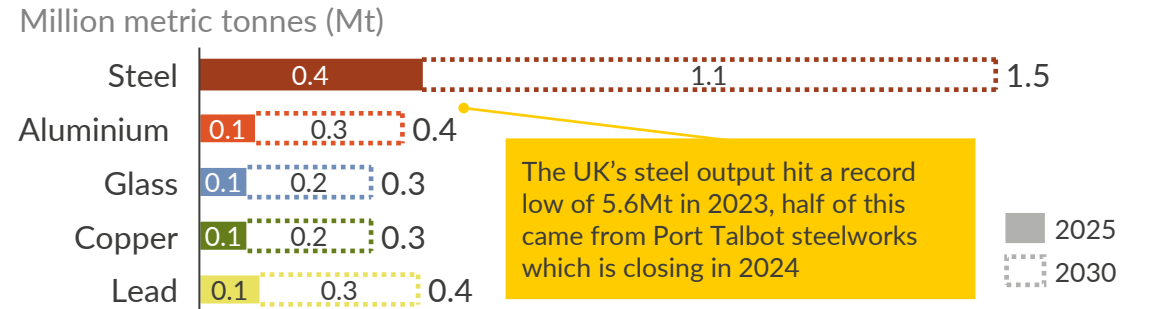 Million metric tonnes (Mt)
Steel 0.4 1.1 1.5
Aluminium 0.1 0.3 0.4
Glass 0.1 0.2 0.3
Copper 0.1 0.2 0.3
Lead 0.1 0.3 0.4
The UK's steel output hit a record
low of 5.6Mt in 2023, half of this
came from Port Talbot steelworks
which is closing in 2024
2025
2030